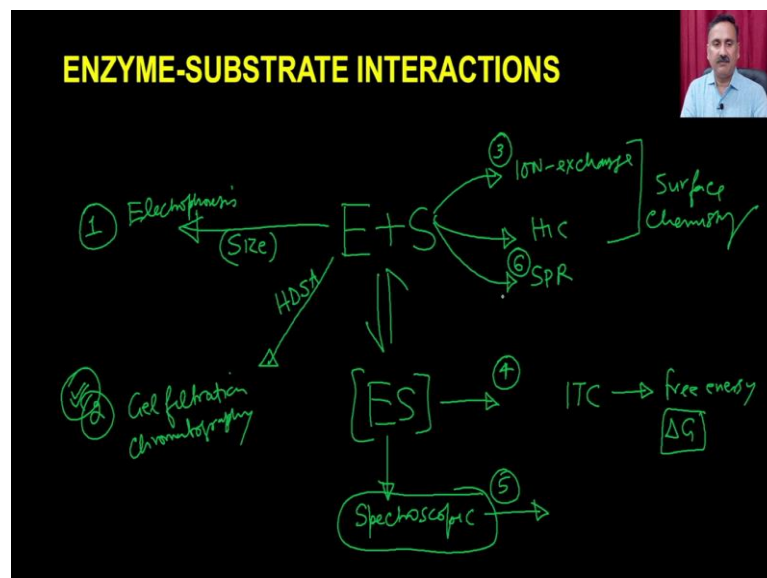 ENZYME-SUBSTRATE INTERACTIONS
1 Electrophoresis
(Size)
E+S
3 ION-exchange
HIC
6 SPR
Surface
Chemistry
HDSA
2 Gel filtration
chromatography
[ES]
4
ITC → free energy
ΔG
Spectroscopic
5